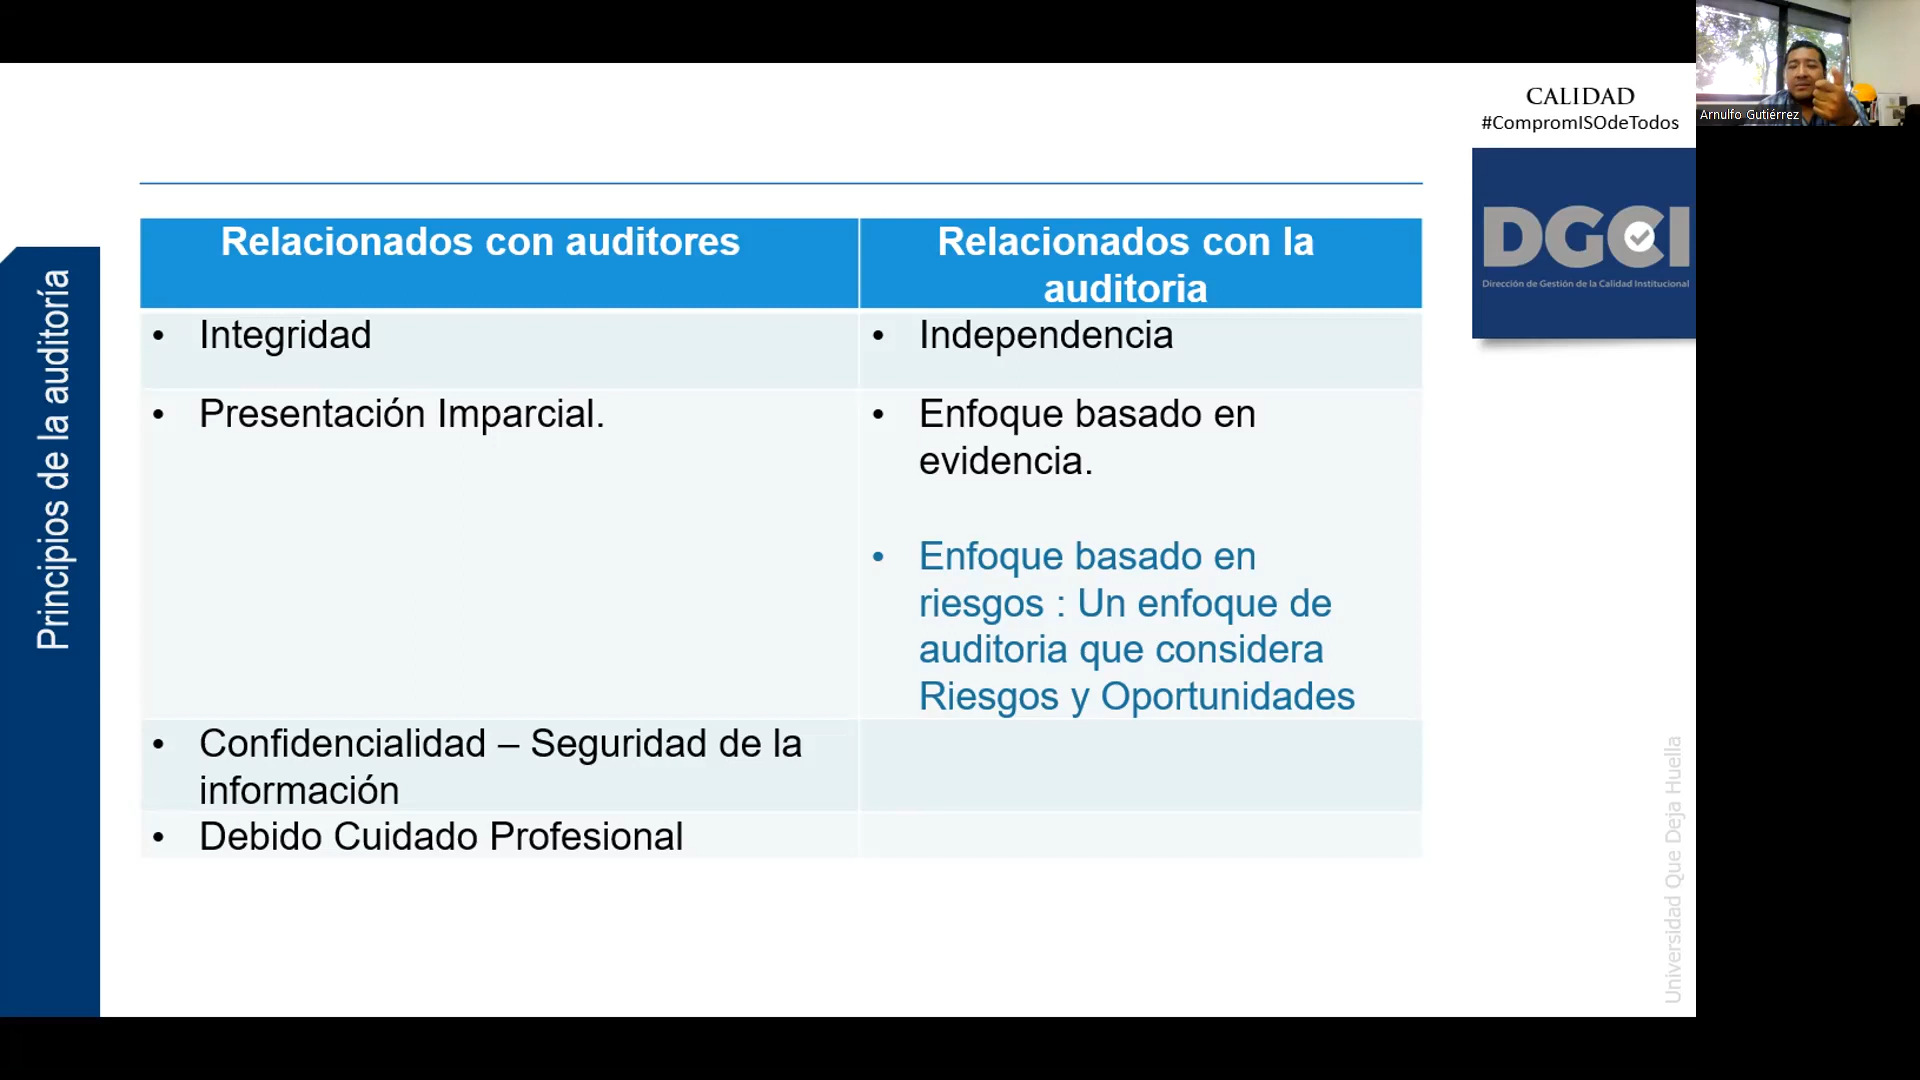 CALIDAD
#CompromISOdeTodos
Arnulfo Gutiérrez
DGCI
Dirección de Gestión de la Calidad Institucional
Principios de la auditoría
Relacionados con auditores
Relacionados con la
auditoria
• Integridad
• Independencia
• Presentación Imparcial.
• Enfoque basado en
evidencia.
• Enfoque basado en
riesgos : Un enfoque de
auditoria que considera
Riesgos y Oportunidades
• Confidencialidad – Seguridad de la
información
• Debido Cuidado Profesional
Universidad Que Deja Huella